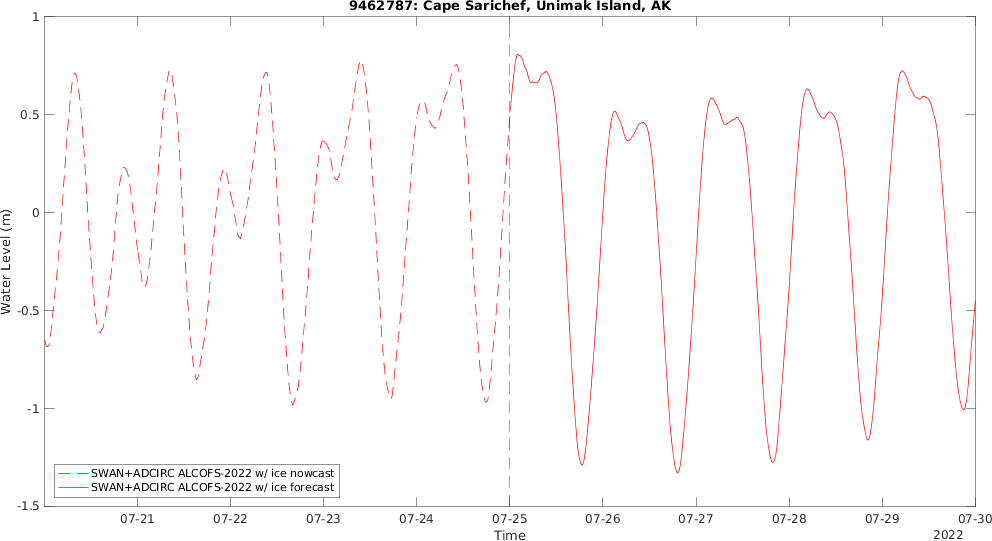 9462787: Cape Sarichef, Unimak Island, AK
1
0.5
0
-0.5
-1
-1.5
Water Level (m)
SWAN+ADCIRC ALCOFS-2022 w/ ice nowcast
SWAN+ADCIRC ALCOFS-2022 w/ ice forecast
07-21 07-22 07-23 07-24 07-25 07-26 07-27 07-28 07-29 07-30
Time
2022